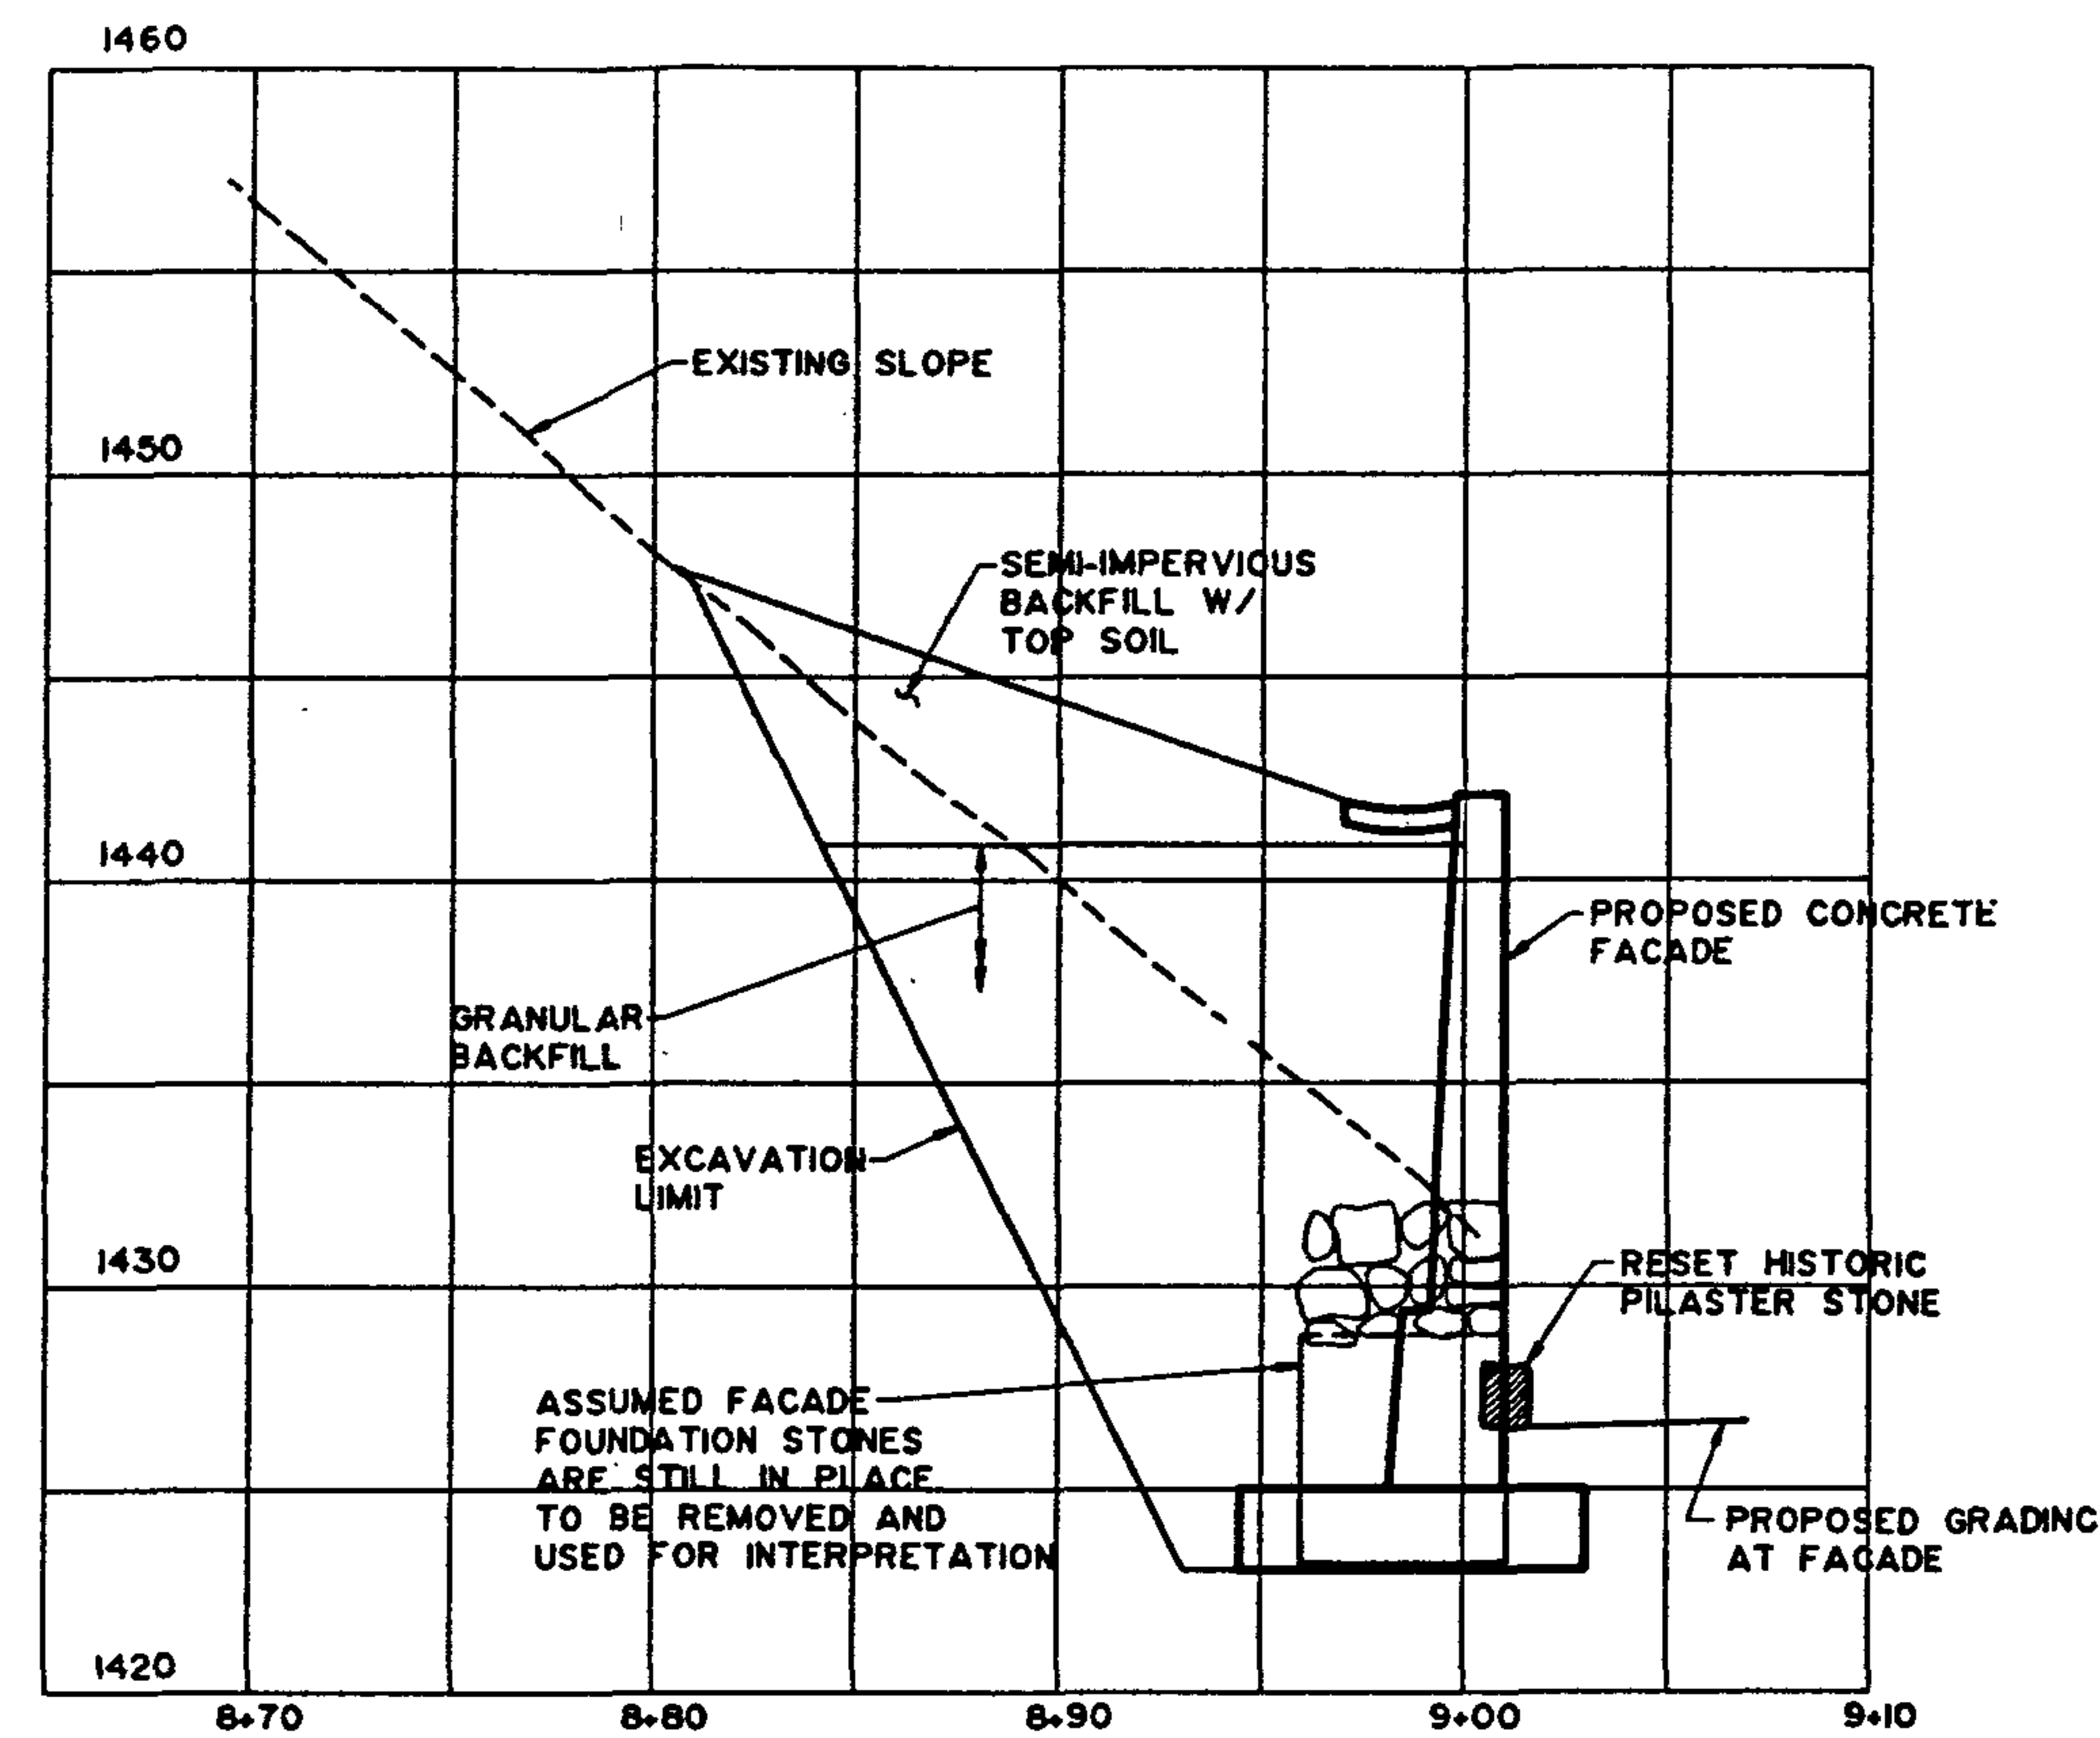 1460
EXISTING SLOPE
1450
SEMI-IMPERVIOUS
BACKFILL W/
TOP SOIL
1440
PROPOSED CONCRETE
FACADE
GRANULAR
BACKFILL
EXCAVATION
LIMIT
1430
RESET HISTORIC
PILASTER STONE
ASSUMED FACADE
FOUNDATION STONES
ARE STILL IN PLACE
TO BE REMOVED AND
USED FOR INTERPRETATION
PROPOSED GRADING
AT FACADE
1420
8+70 8+80 8+90 9+00 9+10